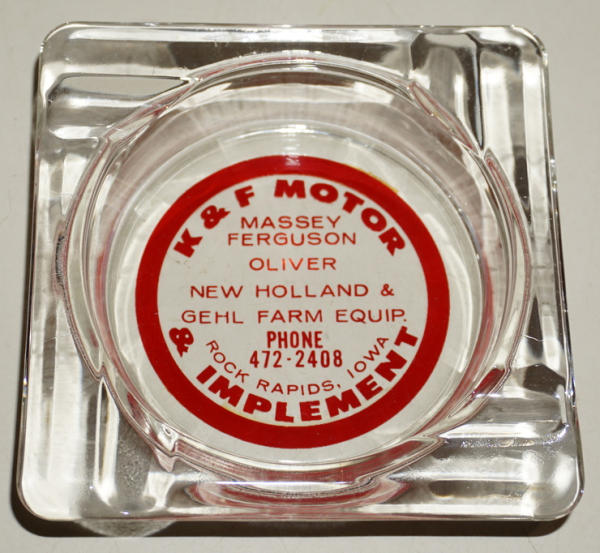 K & F MOTOR
MASSEY
FERGUSON
OLIVER
NEW HOLLAND &
GEHL FARM EQUIP.
PHONE
472-2408
ROCK RAPIDS, IOWA
& IMPLEMENT